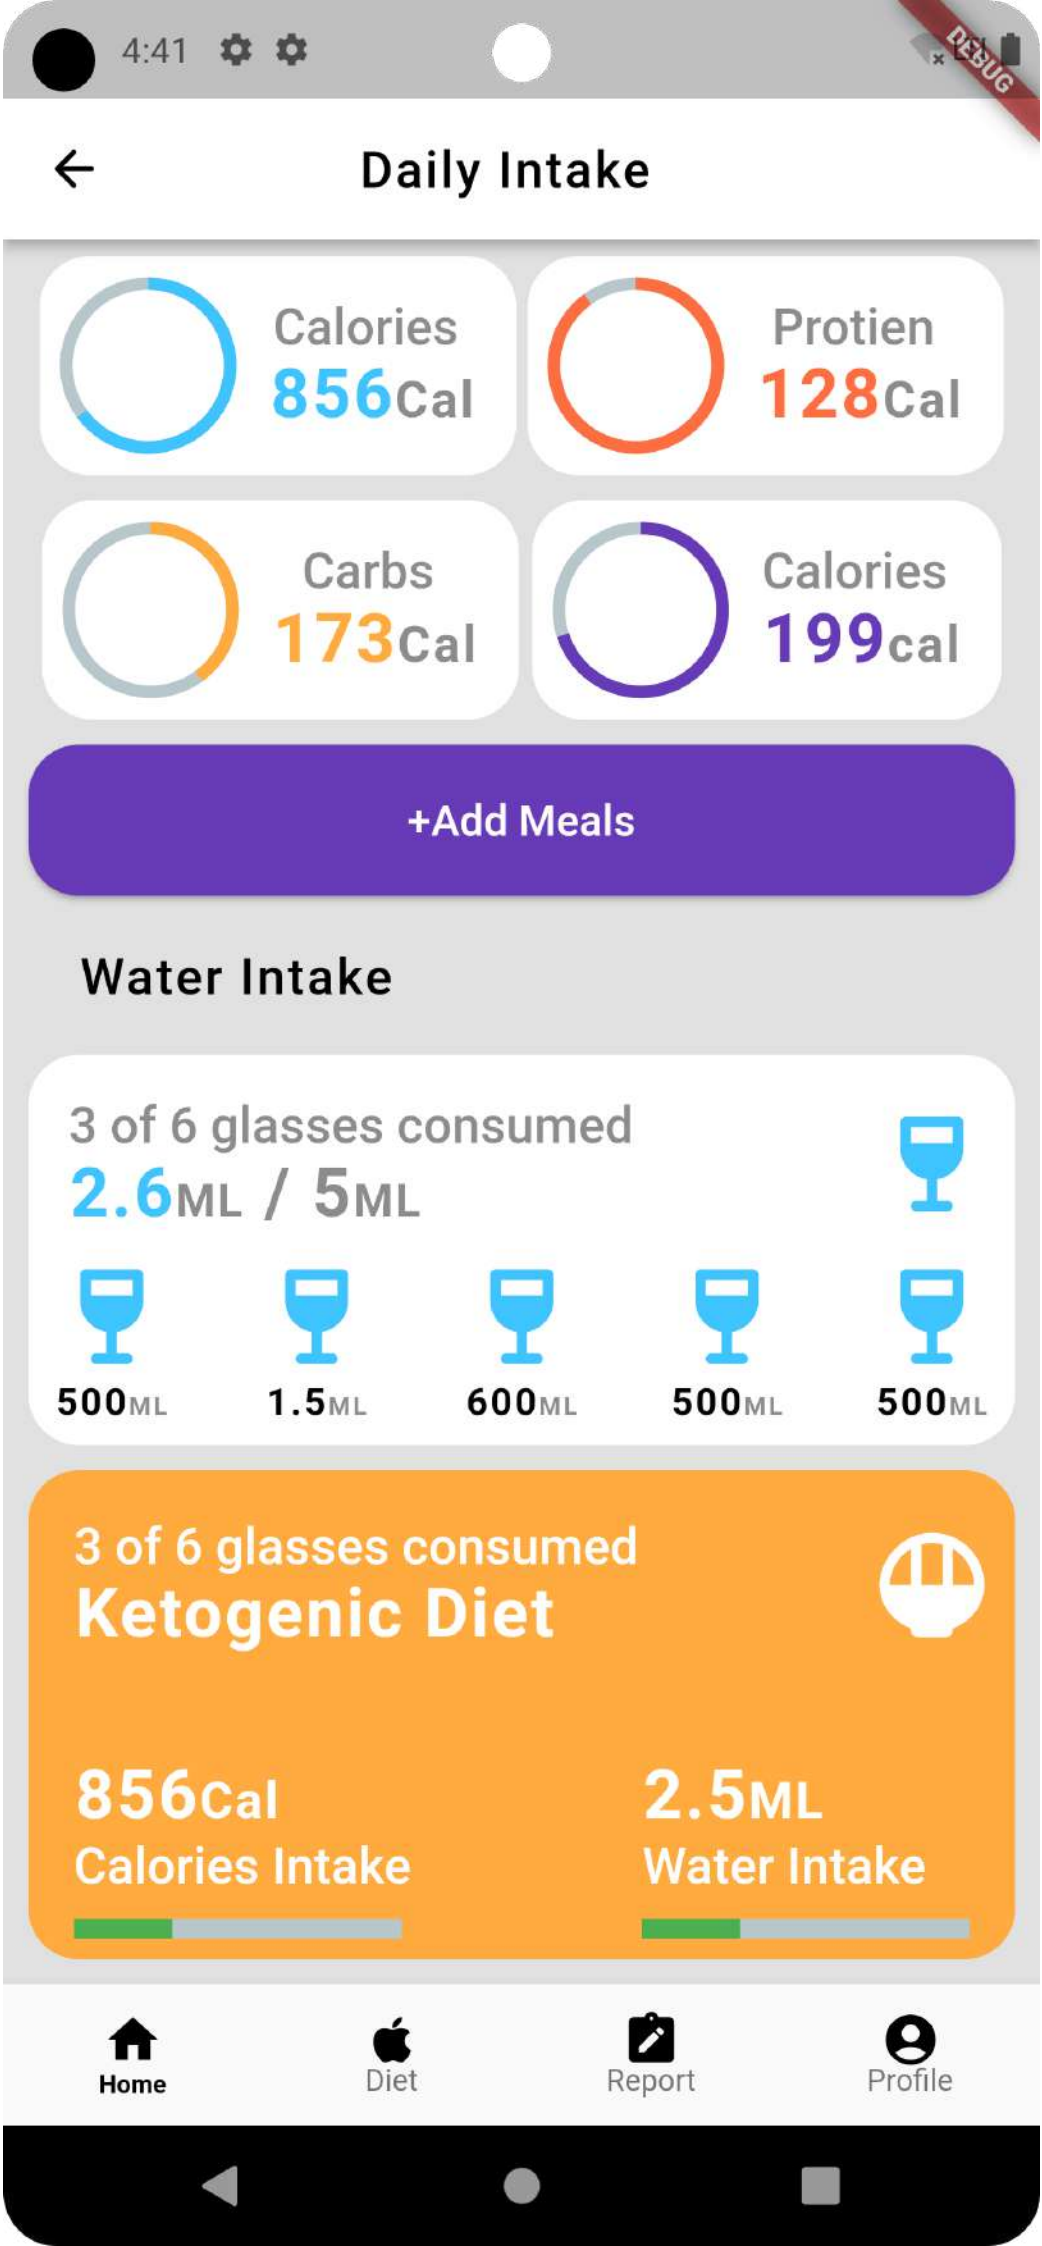 4:41
LTE
DEBUG
Daily Intake
Calories
856Cal
Protien
128Cal
Carbs
173Cal
Calories
199cal
+Add Meals
Water Intake
3 of 6 glasses consumed
2.6ML / 5ML
500ML 1.5ML 600ML 500ML 500ML
3 of 6 glasses consumed
Ketogenic Diet
856Cal
Calories Intake
2.5ML
Water Intake
Home Diet Report Profile